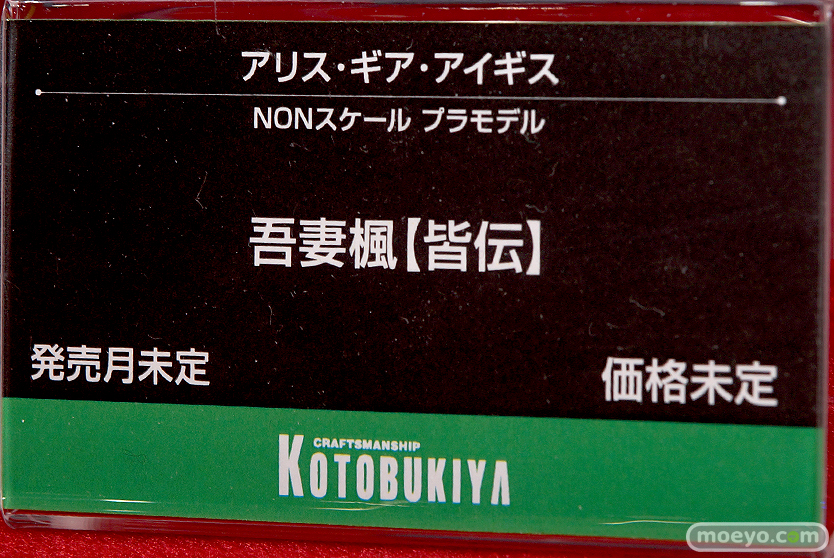 アリス・ギア・アイギス
NONスケール プラモデル
吾妻楓【皆伝】
発売月未定
価格未定
CRAFTSMANSHIP
KOTOBUKIYA
moeyo.com